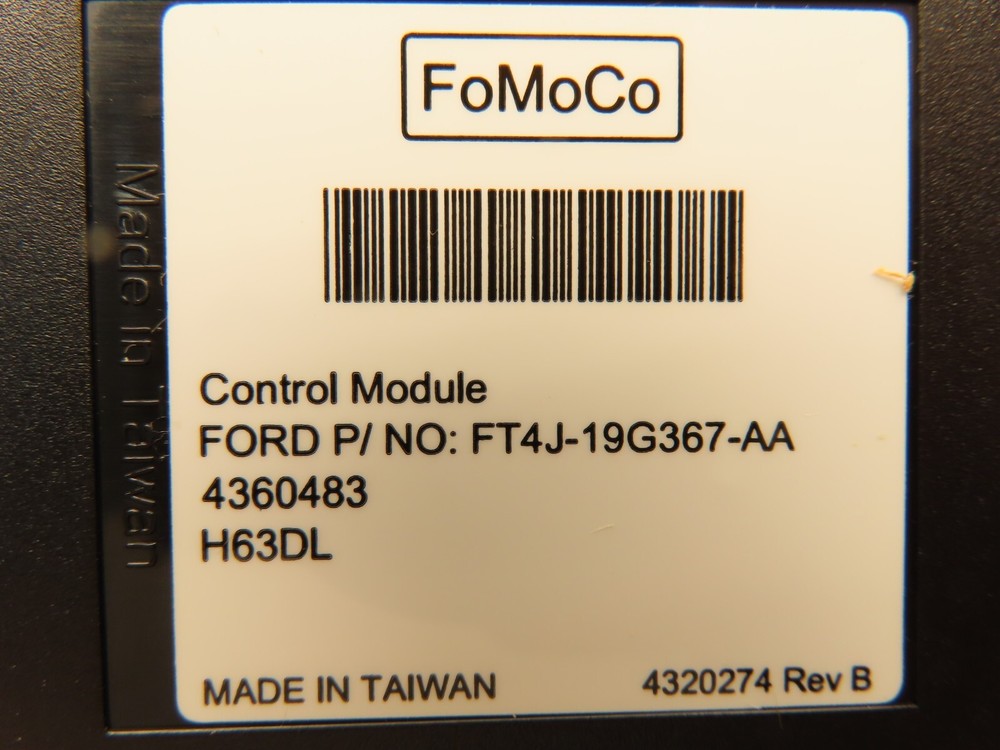 FoMoCo
Control Module
FORD P/ NO: FT4J-19G367-AA
4360483
H63DL
MADE IN TAIWAN
4320274 Rev B
Made in Taiwan